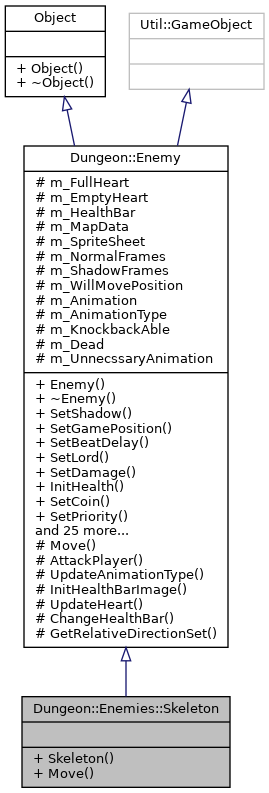 Object
+ Object()
+ ~Object()
Util::GameObject
Dungeon::Enemy
# m_FullHeart
# m_EmptyHeart
# m_HealthBar
# m_MapData
# m_SpriteSheet
# m_NormalFrames
# m_ShadowFrames
# m_WillMovePosition
# m_Animation
# m_AnimationType
# m_KnockbackAble
# m_Dead
# m_UnnecssaryAnimation
+ Enemy()
+ ~Enemy()
+ SetShadow()
+ SetGamePosition()
+ SetBeatDelay()
+ SetLord()
+ SetDamage()
+ InitHealth()
+ SetCoin()
+ SetPriority()
and 25 more...
# Move()
# AttackPlayer()
# UpdateAnimationType()
# InitHealthBarImage()
# UpdateHeart()
# ChangeHealthBar()
# GetRelativeDirectionSet()
Dungeon::Enemies::Skeleton
+ Skeleton()
+ Move()